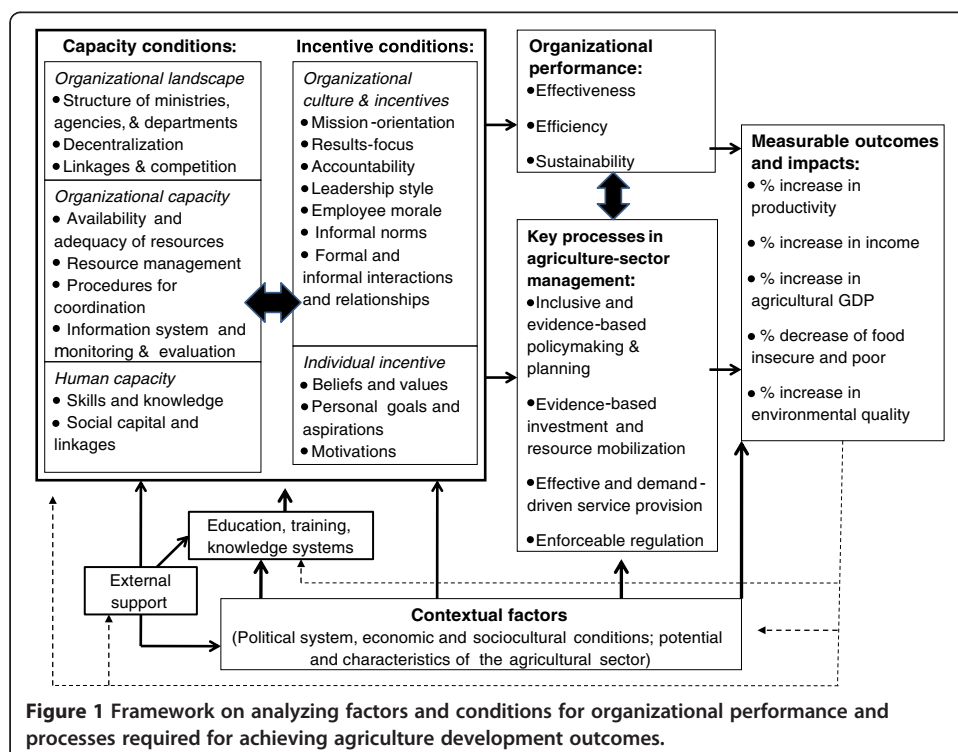 Capacity conditions:
Organizational landscape
● Structure of ministries,
agencies, & departments
● Decentralization
● Linkages & competition
Organizational capacity
● Availability and
adequacy of resources
● Resource management
● Procedures for
coordination
● Information system and
monitoring & evaluation
Human capacity
● Skills and knowledge
● Social capital and
linkages
Incentive conditions:
Organizational
culture & incentives
● Mission-orientation
● Results-focus
● Accountability
● Leadership style
● Employee morale
● Informal norms
● Formal and
informal interactions
and relationships
Individual incentive
● Beliefs and values
● Personal goals and
aspirations
● Motivations
Organizational
performance:
●Effectiveness
●Efficiency
●Sustainability
Key processes in
agriculture-sector
management:
●Inclusive and
evidence-based
policymaking &
planning
●Evidence-based
investment and
resource mobilization
●Effective and demand-
driven service provision
●Enforceable regulation
Measurable outcomes
and impacts:
● % increase in
productivity
● % increase in income
● % increase in
agricultural GDP
● % decrease of food
insecure and poor
● % increase in
environmental quality
Education, training,
knowledge systems
External
support
Contextual factors
(Political system, economic and sociocultural conditions; potential
and characteristics of the agricultural sector)
Figure 1 Framework on analyzing factors and conditions for organizational performance and
processes required for achieving agriculture development outcomes.